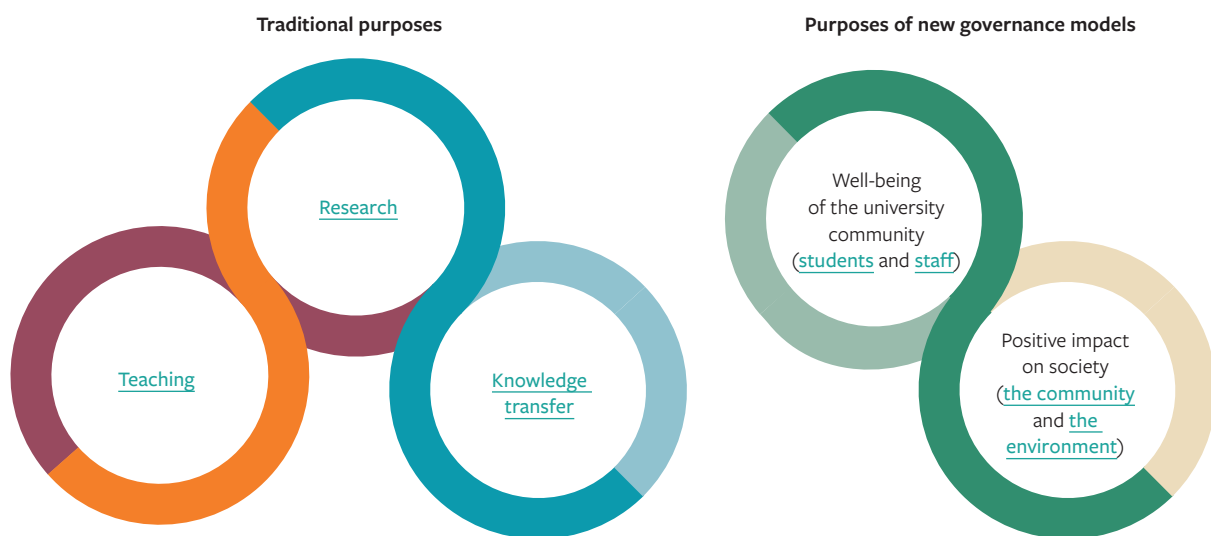 Traditional purposes
Purposes of new governance models
Research
Teaching
Knowledge
transfer
Well-being
of the university
community
(students and staff)
Positive impact
on society
(the community
and the
environment)